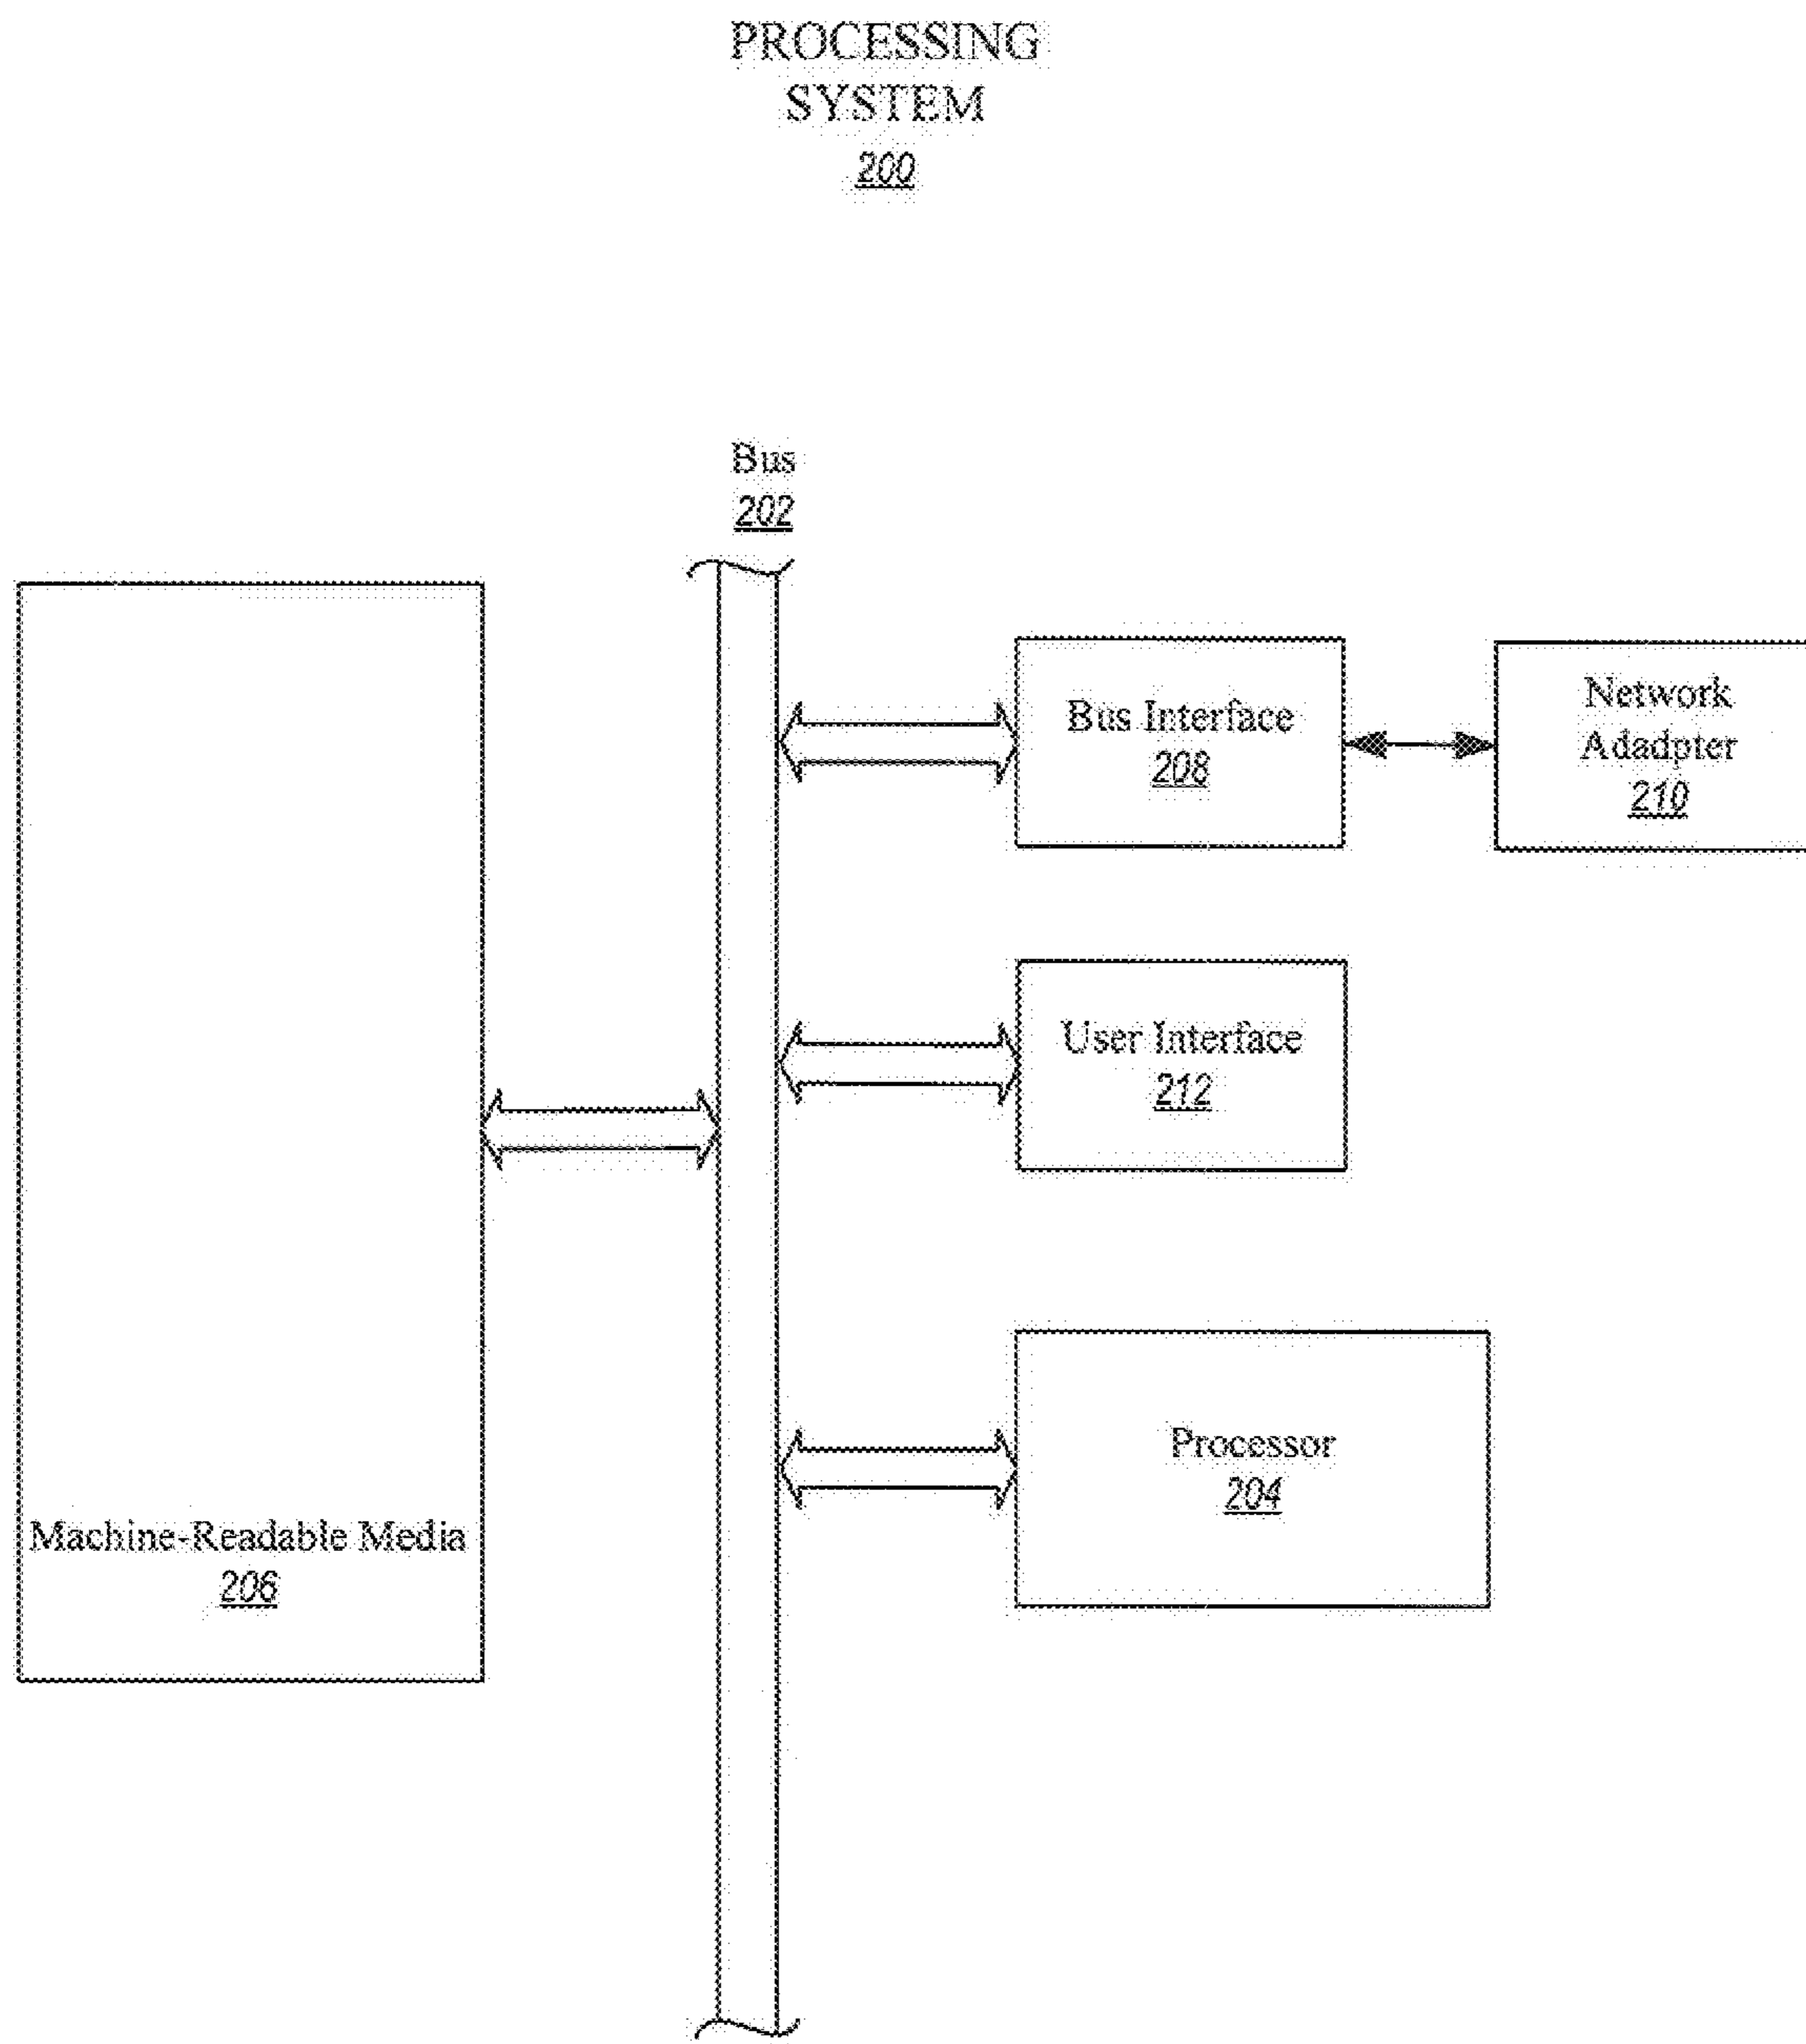 PROCESSING
SYSTEM
200
Bus
202
Bus Interface
208
Network
Adadpter
210
User Interface
212
Processor
204
Machine-Readable Media
206